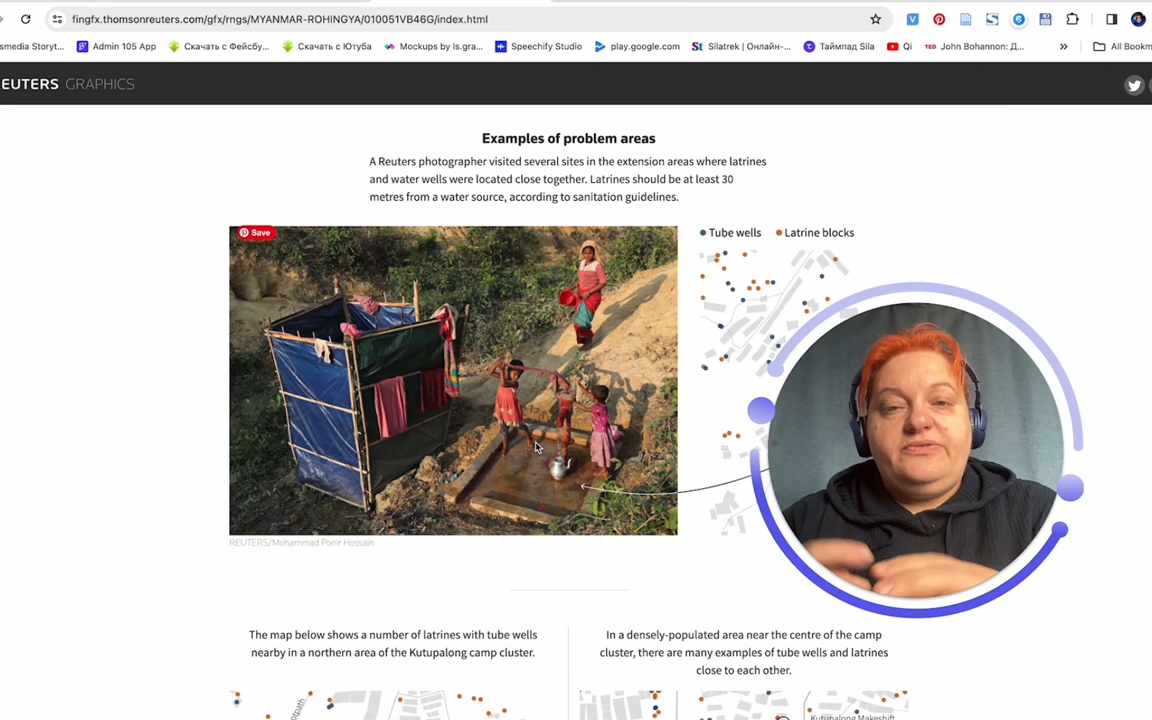 fingfx.thomsonreuters.com/gfx/rngs/MYANMAR-ROHINGYA/010051VB46G/index.html
smedia Storyt... Admin 105 App Скачать с Фейсбу... Скачать с Ютуба Mockups by ls.gra... Speechify Studio play.google.com Silatrek | Онлайн-... Таймпад Sila Qi TED John Bohannon: Д... » All Bookm
EUTERS GRAPHICS
Examples of problem areas
A Reuters photographer visited several sites in the extension areas where latrines
and water wells were located close together. Latrines should be at least 30
metres from a water source, according to sanitation guidelines.
Save
Tube wells Latrine blocks
REUTERS/Mohammad Ponir Hossain
The map below shows a number of latrines with tube wells
nearby in a northern area of the Kutupalong camp cluster.
In a densely-populated area near the centre of the camp
cluster, there are many examples of tube wells and latrines
close to each other.
otpath
Kutupalong Makeshift